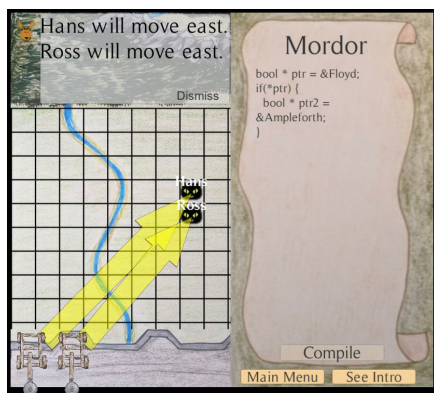 Hans will move east.
Ross will move east.
Dismiss
Hans
Ross
Mordor
bool * ptr = &Floyd;
if(*ptr) {
bool * ptr2 =
&Ampleforth;
}
Compile
Main Menu
See Intro